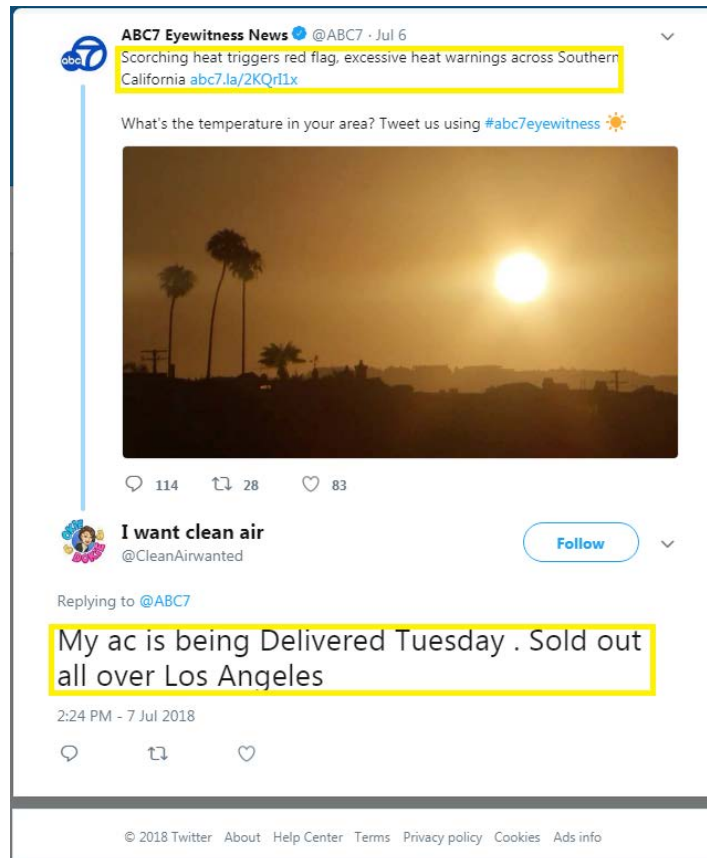 ABC7 Eyewitness News @ABC7 · Jul 6
Scorching heat triggers red flag, excessive heat warnings across Southern
California abc7.la/2KQrI1x
What's the temperature in your area? Tweet us using #abc7eyewitness
114 28 83
I want clean air
@CleanAirwanted
Follow
Replying to @ABC7
My ac is being Delivered Tuesday . Sold out
all over Los Angeles
2:24 PM - 7 Jul 2018
© 2018 Twitter About Help Center Terms Privacy policy Cookies Ads info
abc7
OKIE
DOKIE